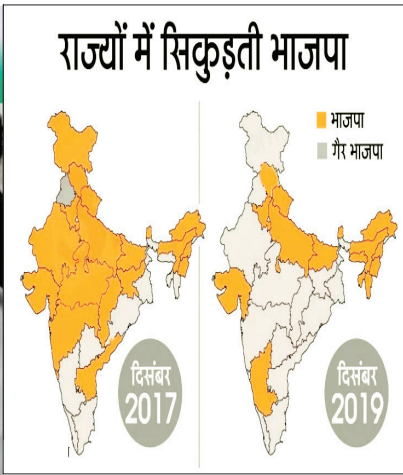 राज्यों में सिकुड़ती भाजपा
भाजपा
गैर भाजपा
दिसंबर
2017
दिसंबर
2019